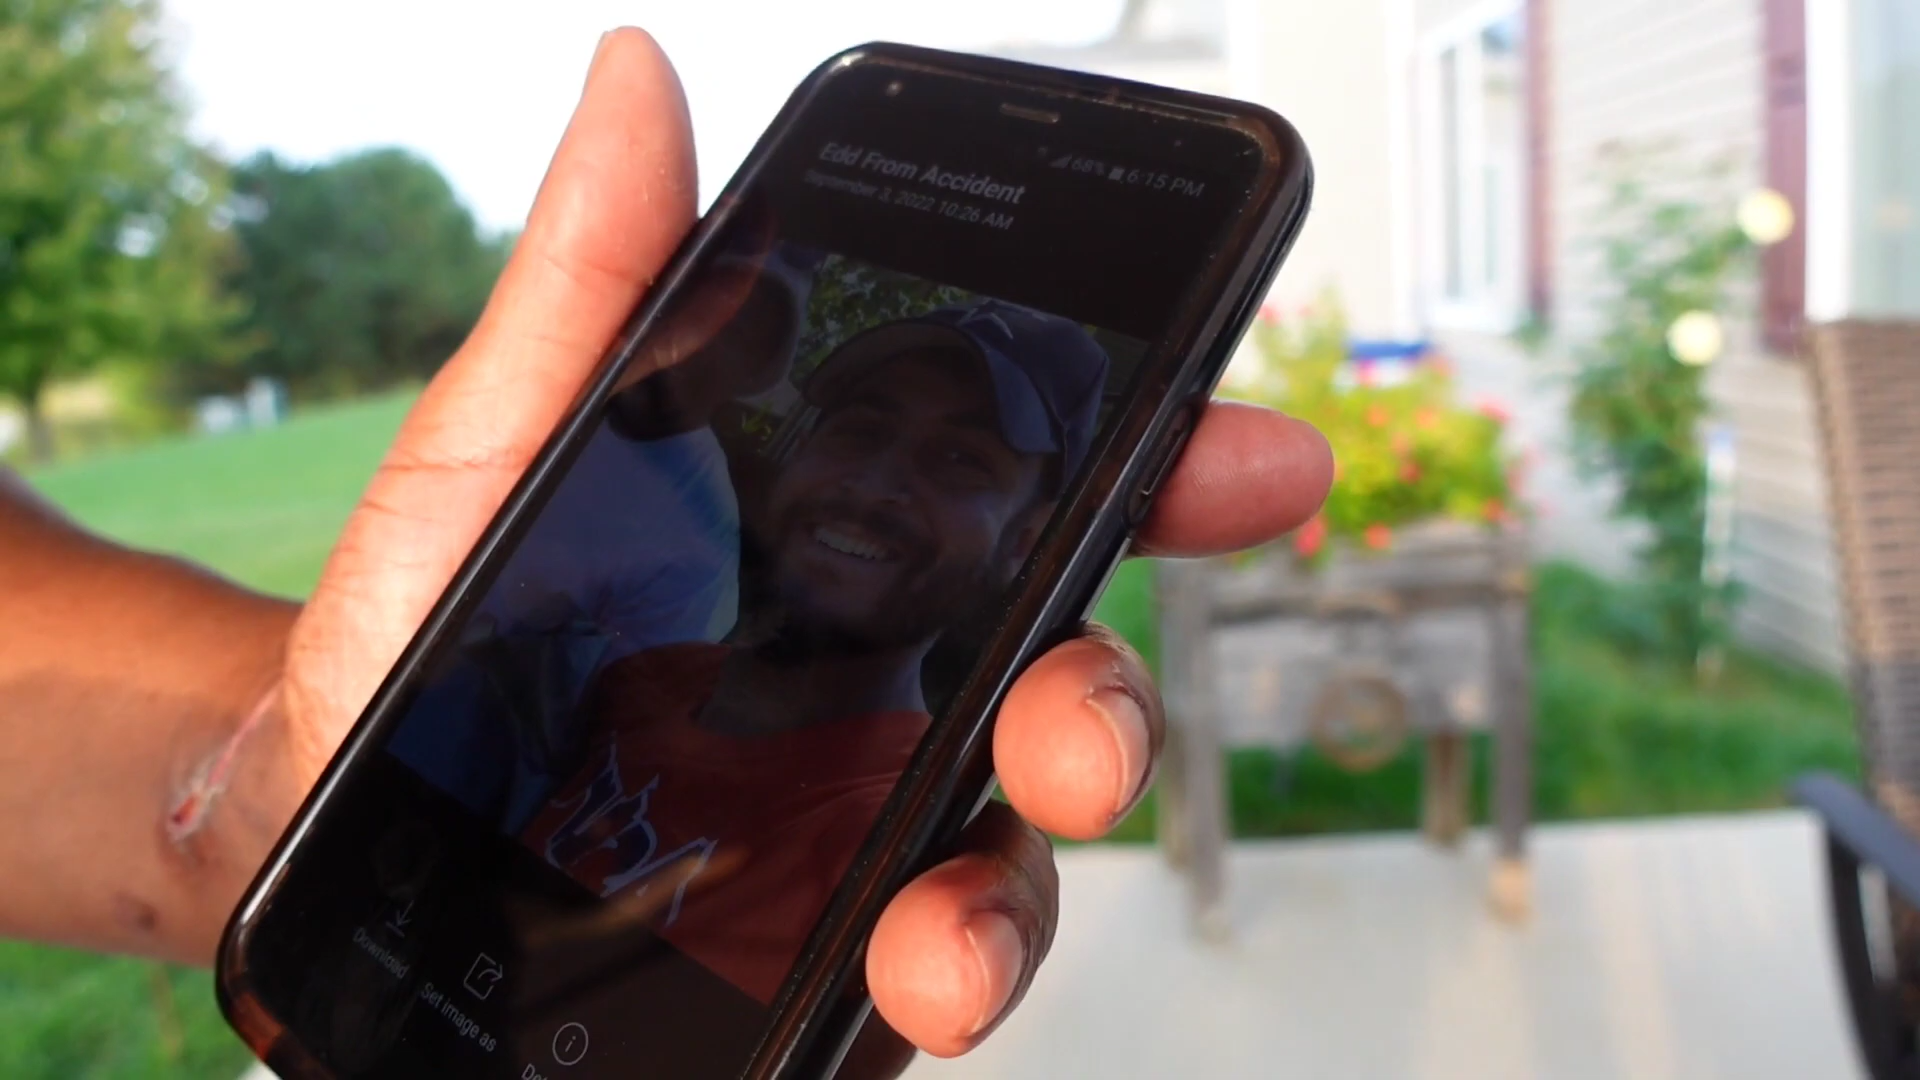 68% 6:15 PM
Edd From Accident
September 3, 2022 10:26 AM
Download
Set image as